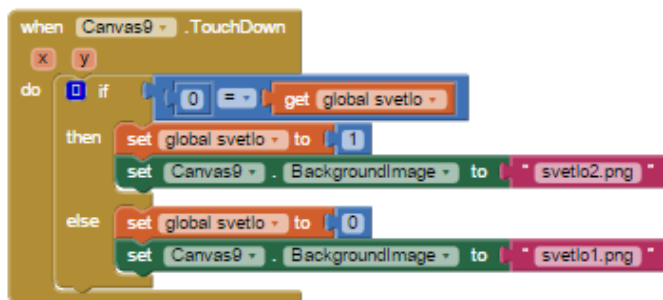 when Canvas9 .TouchDown
x y
do if 0 = get global svetlo
then set global svetlo to 1
set Canvas9 . BackgroundImage to " svetlo2.png "
else set global svetlo to 0
set Canvas9 . BackgroundImage to " svetlo1.png "